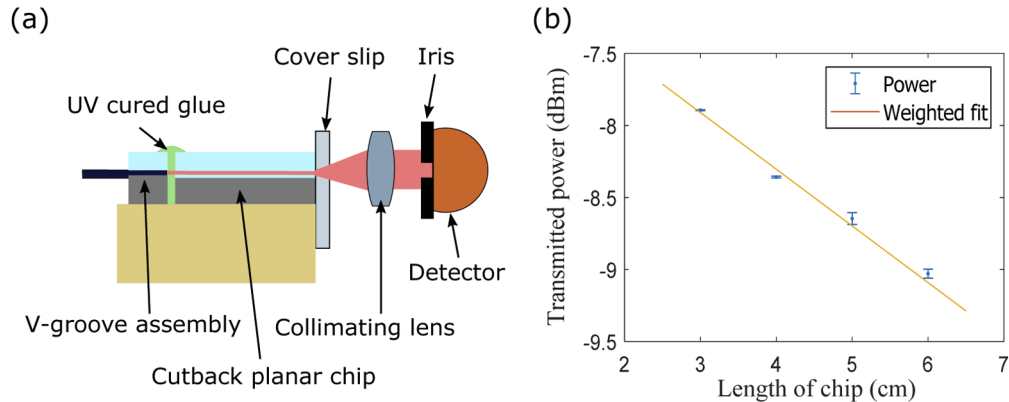 (a)
Cover slip
Iris
UV cured glue
Detector
V-groove assembly
Collimating lens
Cutback planar chip
(b)
Transmitted power (dBm)
-7.5
-8
-8.5
-9
-9.5
Power
Weighted fit
2 3 4 5 6 7
Length of chip (cm)